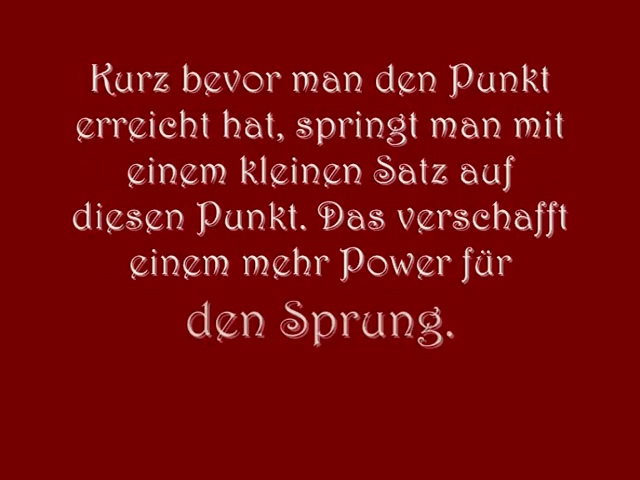 Kurz bevor man den Punkt
erreicht hat, springt man mit
einem kleinen Satz auf
diesen Punkt. Das verschafft
einem mehr Power für
den Sprung.